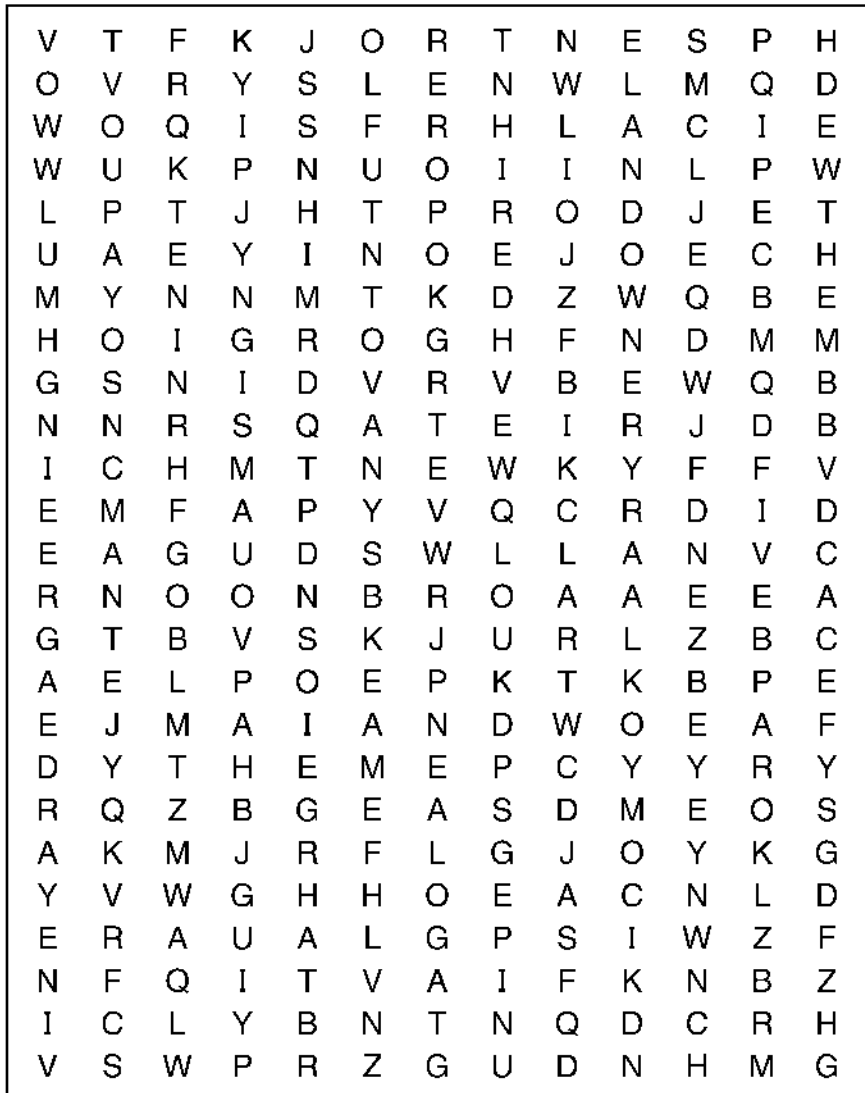 V T F K J O R T N E S P H
O V R Y S L E N W L M Q D
W O Q I S F R H L A C I E
W U K P N U O I I N L P W
L P T J H T P R O D J E T
U A E Y I N O E J O E C H
M Y N N M T K D Z W Q B E
H O I G R O G H F N D M M
G S N I D V R V B E W Q B
N N R S Q A T E I R J D B
I C H M T N E W K Y F F V
E M F A P Y V Q C R D I D
E A G U D S W L L A N V C
R N O O N B R O A A E E A
G T B V S K J U R L Z B C
A E L P O E P K T K B P E
E J M A I A N D W O E A F
D Y T H E M E P C Y Y R Y
R Q Z B G E A S D M E O S
A K M J R F L G J O Y K G
Y V W G H H O E A C N L D
E R A U A L G P S I W Z F
N F Q I T V A I F K N B Z
I C L Y B N T N Q D C R H
V S W P R Z G U D N H M G